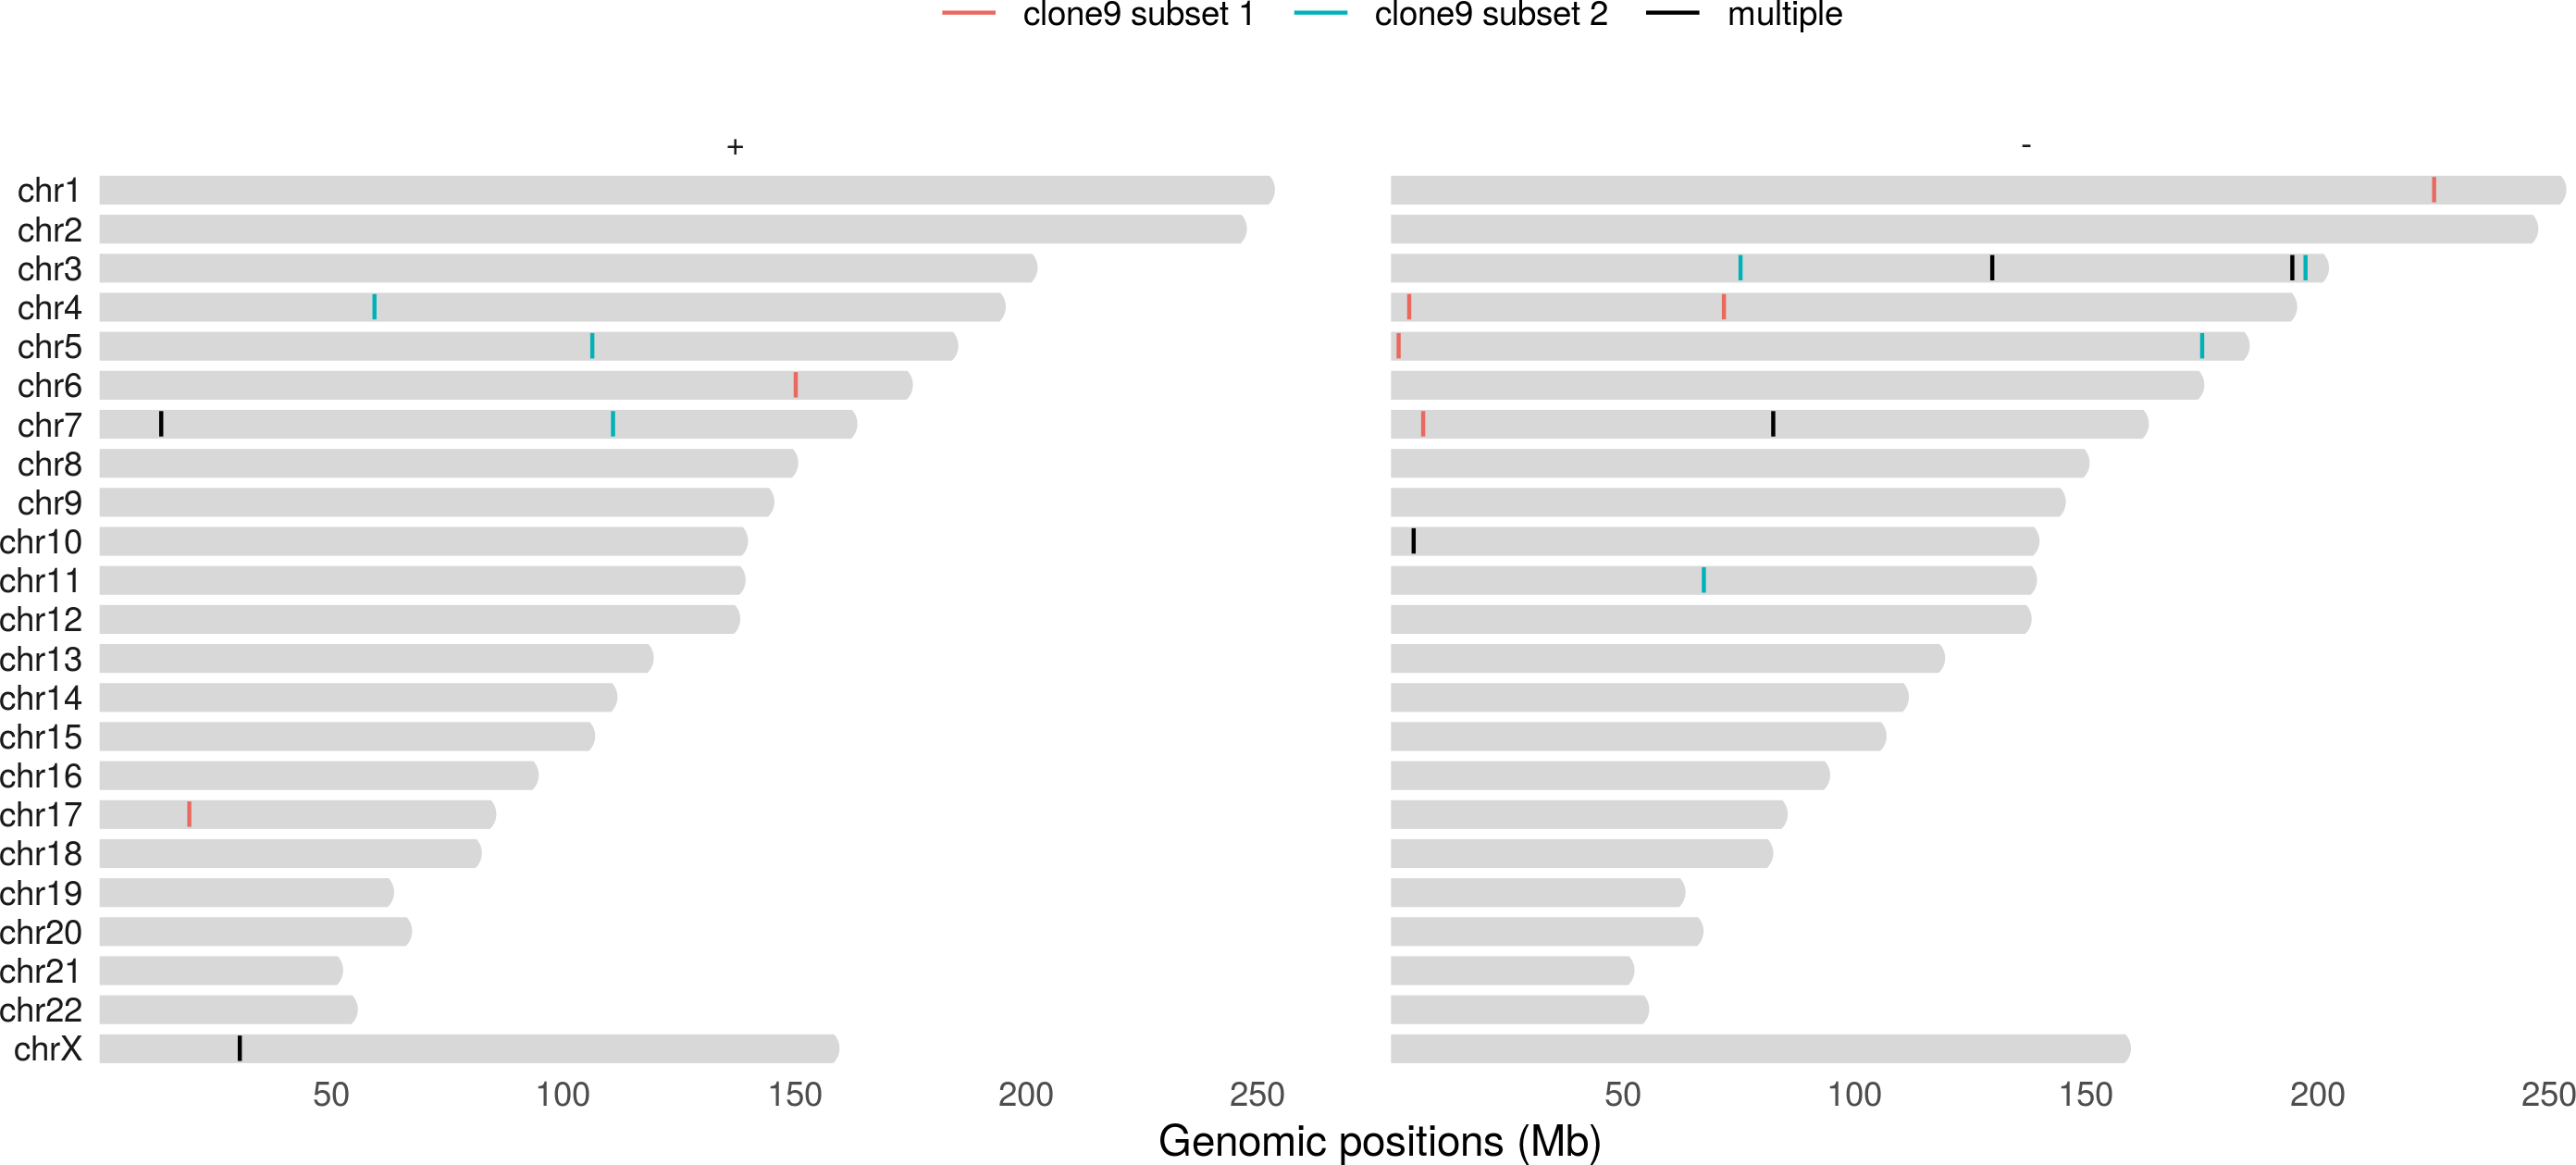 clone9 subset 1 clone9 subset 2 multiple
+ -
chr1
chr2
chr3
chr4
chr5
chr6
chr7
chr8
chr9
chr10
chr11
chr12
chr13
chr14
chr15
chr16
chr17
chr18
chr19
chr20
chr21
chr22
chrX
50 100 150 200 250 50 100 150 200 250
Genomic positions (Mb)